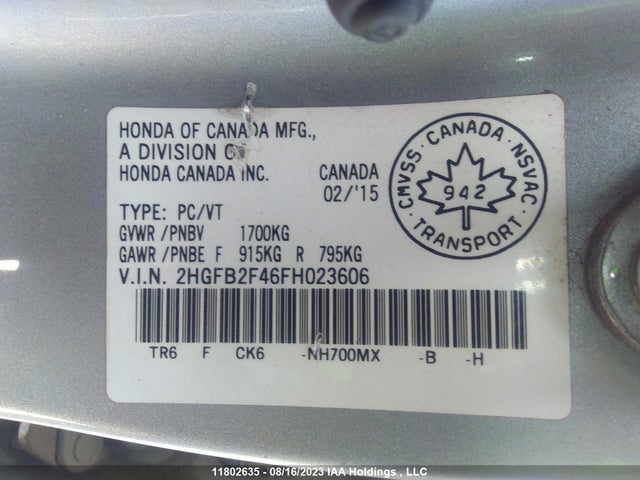 HONDA OF CANADA MFG.,
A DIVISION OF
HONDA CANADA INC.
CANADA
02/'15
TYPE: PC/VT
GVWR /PNBV 1700KG
GAWR /PNBE F 915KG R 795KG
V.I.N. 2HGFB2F46FH023606
TR6 F CK6 -NH700MX -B -H
CMVSS · CANADA · NSVAC
942
TRANSPORT
11802635 - 08/16/2023 IAA Holdings , LLC